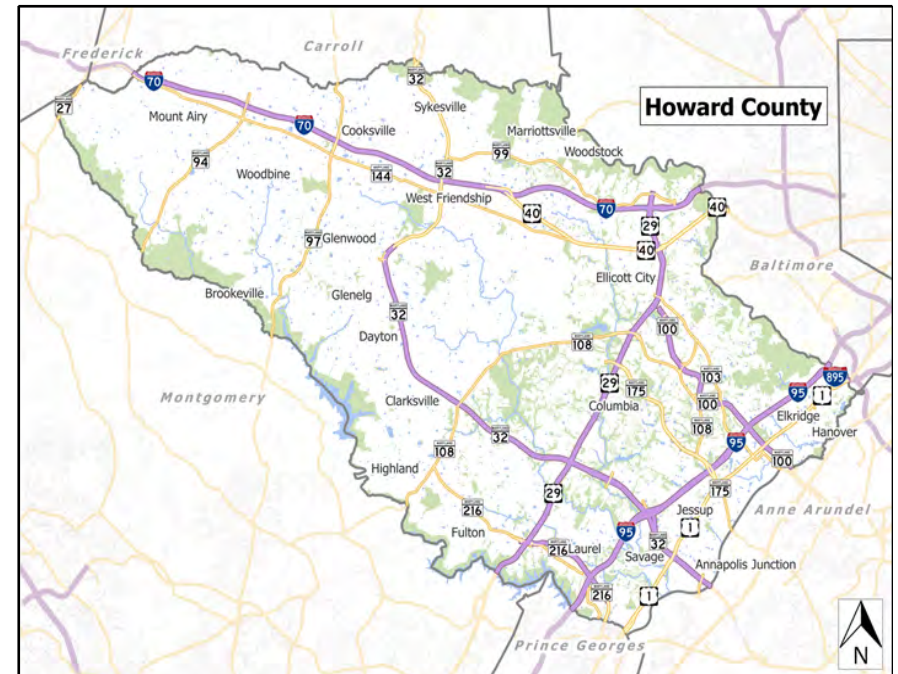 Frederick
Carroll
Howard County
70
32
27
Mount Airy
70
Sykesville
Cooksville
Marriottsville
94
99
Woodstock
Woodbine
144
32
West Friendship
70
40
40
29
97
Glenwood
40
Ellicott City
Baltimore
Brookeville
Glenelg
32
100
Dayton
108
Montgomery
29
175
103
895
95
1
Clarksville
Columbia
100
Elkridge
108
Hanover
108
32
95
100
Highland
29
175
Anne Arundel
216
Jessup
1
Fulton
95
216
Laurel
32
Savage
Annapolis Junction
216
1
Prince Georges
N